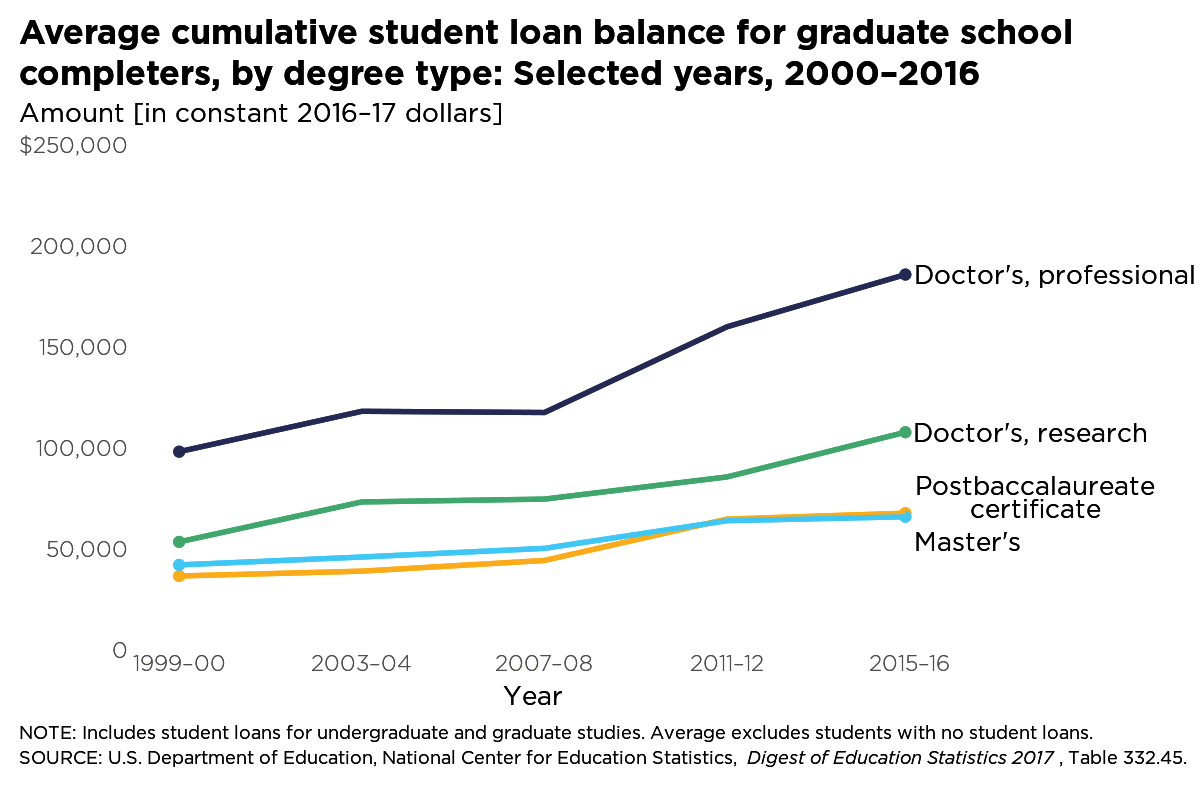 Average cumulative student loan balance for graduate school
completers, by degree type: Selected years, 2000–2016
Amount [in constant 2016–17 dollars]
$250,000
200,000
Doctor's, professional
150,000
100,000
Doctor's, research
Postbaccalaureate
certificate
50,000
Master's
0
1999–00 2003–04 2007–08 2011–12 2015–16
Year
NOTE: Includes student loans for undergraduate and graduate studies. Average excludes students with no student loans.
SOURCE: U.S. Department of Education, National Center for Education Statistics, Digest of Education Statistics 2017 , Table 332.45.